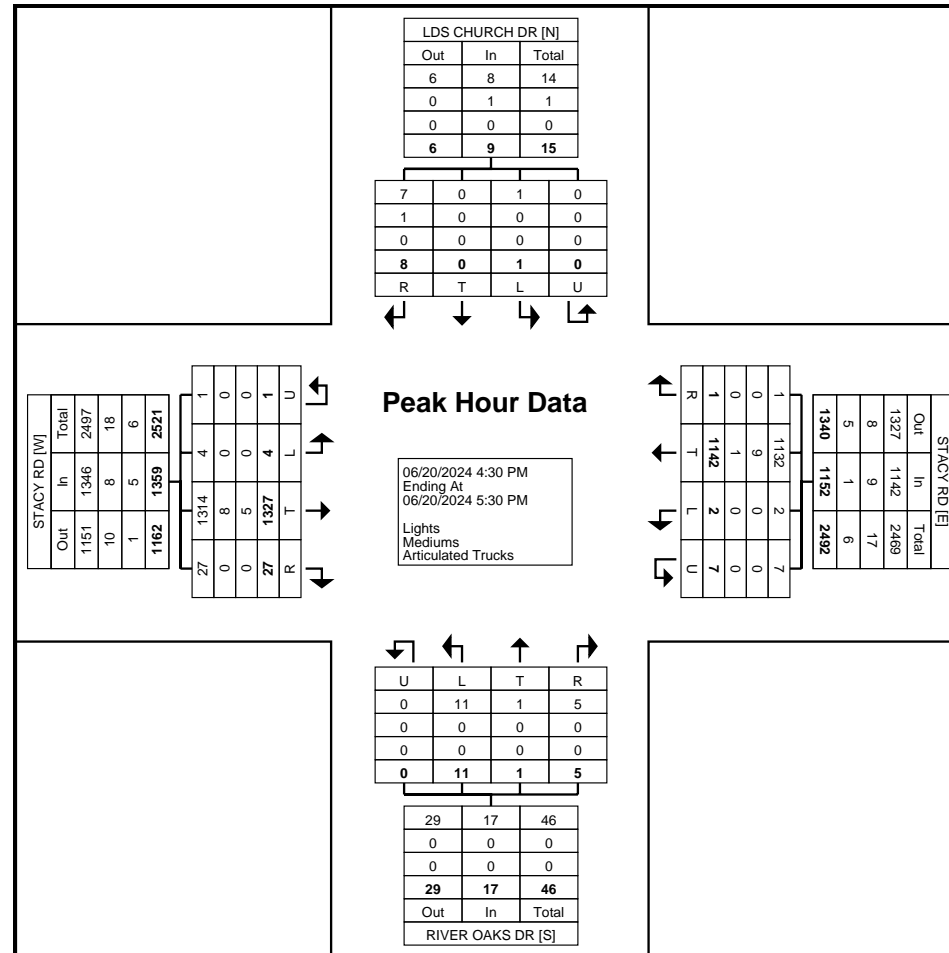 LDS CHURCH DR [N]
Out In Total
6 8 14
0 1 1
0 0 0
6 9 15
7 0 1 0
1 0 0 0
0 0 0 0
8 0 1 0
R T L U
STACY RD [W]
Total In Out
2497 1346 1151
18 8 10
6 5 1
2521 1359 1162
1 4 1314 27
0 0 8 0
0 0 5 0
1 4 1327 27
U L T R
Peak Hour Data
06/20/2024 4:30 PM
Ending At
06/20/2024 5:30 PM
Lights
Mediums
Articulated Trucks
STACY RD [E]
Out In Total
1327 1142 2469
8 9 17
5 1 6
1340 1152 2492
1 1132 2 7
0 9 0 0
0 1 0 0
1 1142 2 7
R T L U
U L T R
0 11 1 5
0 0 0 0
0 0 0 0
0 11 1 5
29 17 46
0 0 0
0 0 0
29 17 46
Out In Total
RIVER OAKS DR [S]